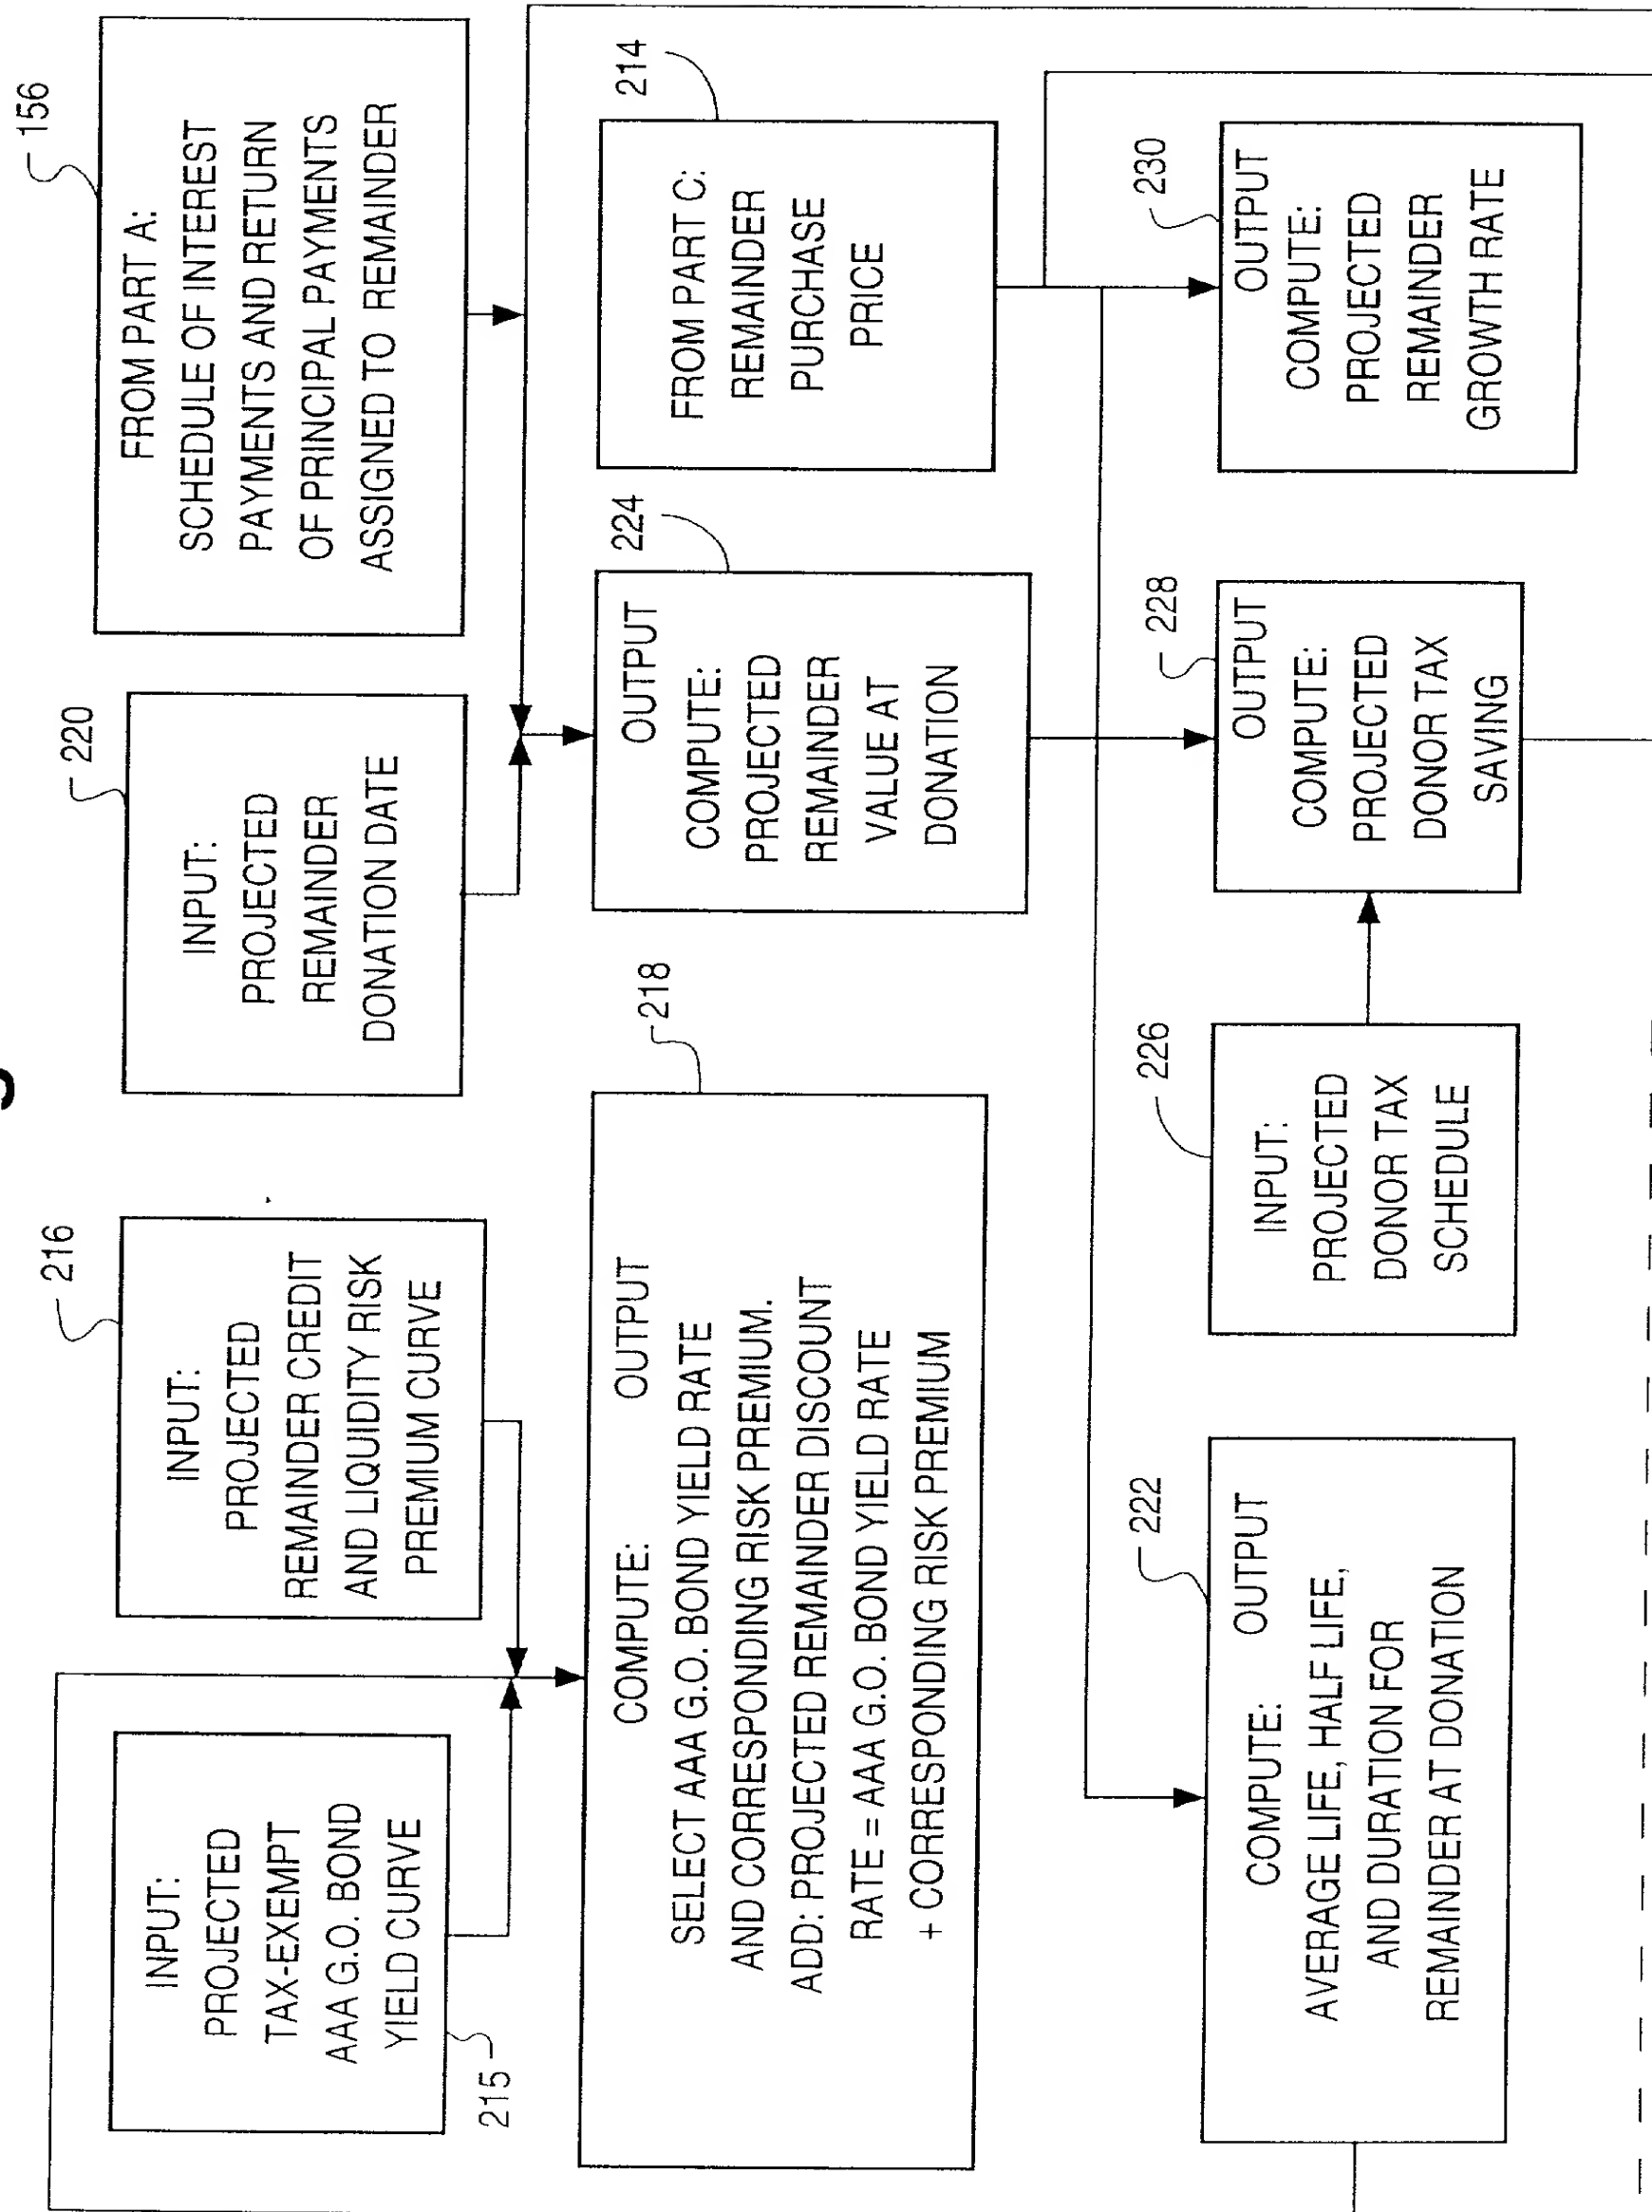 215
INPUT:
PROJECTED
TAX-EXEMPT
AAA G.O. BOND
YIELD CURVE
216
INPUT:
PROJECTED
REMAINDER CREDIT
AND LIQUIDITY RISK
PREMIUM CURVE
220
INPUT:
PROJECTED
REMAINDER
DONATION DATE
156
FROM PART A:
SCHEDULE OF INTEREST
PAYMENTS AND RETURN
OF PRINCIPAL PAYMENTS
ASSIGNED TO REMAINDER
218
COMPUTE: OUTPUT
SELECT AAA G.O. BOND YIELD RATE
AND CORRESPONDING RISK PREMIUM.
ADD: PROJECTED REMAINDER DISCOUNT
RATE = AAA G.O. BOND YIELD RATE
+ CORRESPONDING RISK PREMIUM
224
OUTPUT
COMPUTE:
PROJECTED
REMAINDER
VALUE AT
DONATION
214
FROM PART C:
REMAINDER
PURCHASE
PRICE
222
COMPUTE: OUTPUT
AVERAGE LIFE, HALF LIFE,
AND DURATION FOR
REMAINDER AT DONATION
226
INPUT:
PROJECTED
DONOR TAX
SCHEDULE
228
OUTPUT
COMPUTE:
PROJECTED
DONOR TAX
SAVING
230
OUTPUT
COMPUTE:
PROJECTED
REMAINDER
GROWTH RATE